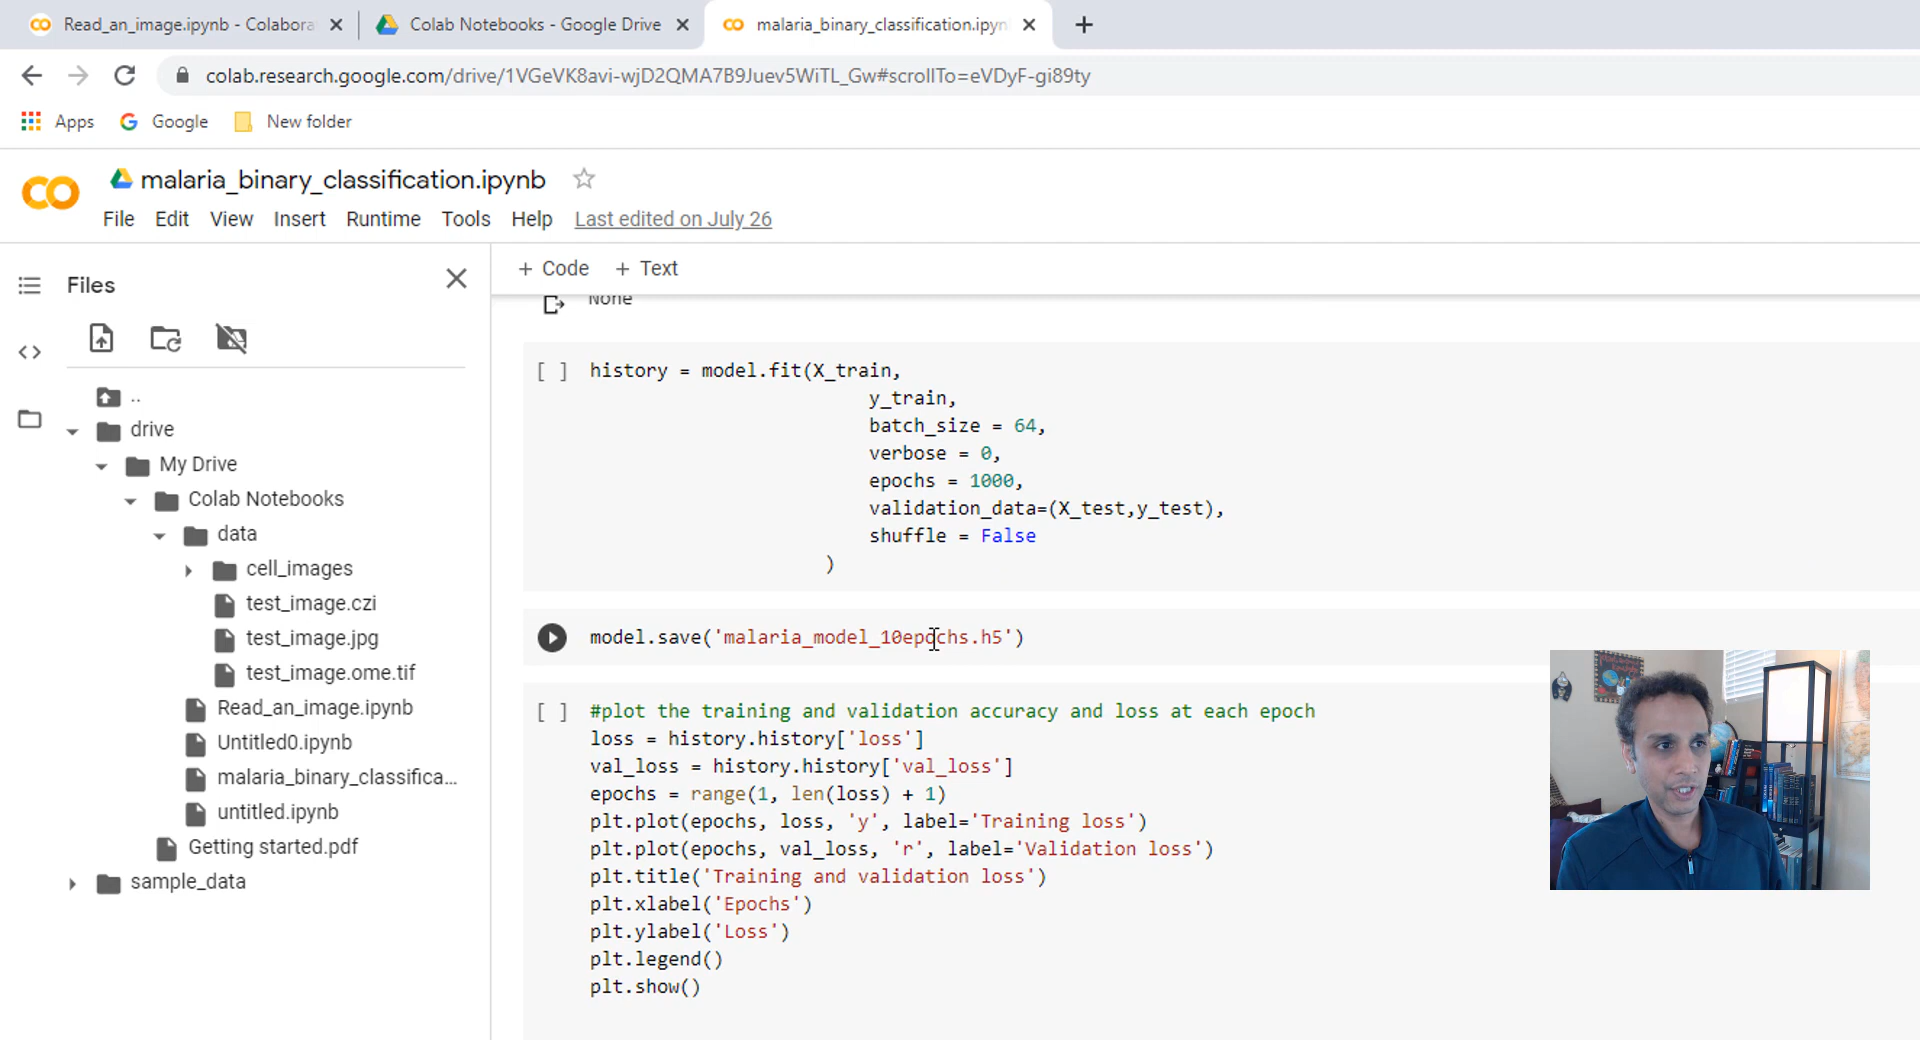 Read_an_image.ipynb - Colabora
Colab Notebooks - Google Drive
malaria_binary_classification.ipyn
colab.research.google.com/drive/1VGeVK8avi-wjD2QMA7B9Juev5WiTL_Gw#scrollTo=eVDyF-gi89ty
Apps
Google
New folder
malaria_binary_classification.ipynb
File Edit View Insert Runtime Tools Help Last edited on July 26
Files
+ Code + Text
..
drive
My Drive
Colab Notebooks
data
cell_images
test_image.czi
test_image.jpg
test_image.ome.tif
Read_an_image.ipynb
Untitled0.ipynb
malaria_binary_classifica...
untitled.ipynb
Getting started.pdf
sample_data
None
[ ] history = model.fit(X_train,
y_train,
batch_size = 64,
verbose = 0,
epochs = 1000,
validation_data=(X_test,y_test),
shuffle = False
)
model.save('malaria_model_10epochs.h5')
[ ] #plot the training and validation accuracy and loss at each epoch
loss = history.history['loss']
val_loss = history.history['val_loss']
epochs = range(1, len(loss) + 1)
plt.plot(epochs, loss, 'y', label='Training loss')
plt.plot(epochs, val_loss, 'r', label='Validation loss')
plt.title('Training and validation loss')
plt.xlabel('Epochs')
plt.ylabel('Loss')
plt.legend()
plt.show()